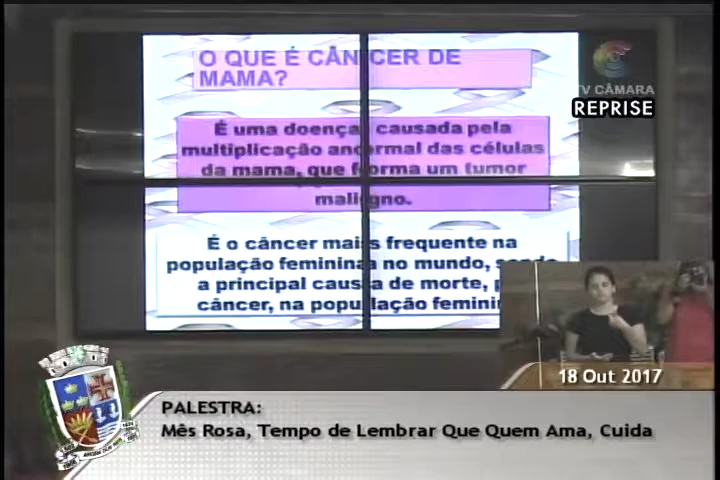 O QUE É CÂNCER DE
MAMA?
TV CÂMARA
REPRISE
É uma doença causada pela
multiplicação anormal das células
da mama, que forma um tumor
maligno.
É o câncer mais frequente na
população feminina no mundo, sendo
a principal causa de morte, p
câncer, na população femini
18 Out 2017
PALESTRA:
Mês Rosa, Tempo de Lembrar Que Quem Ama, Cuida